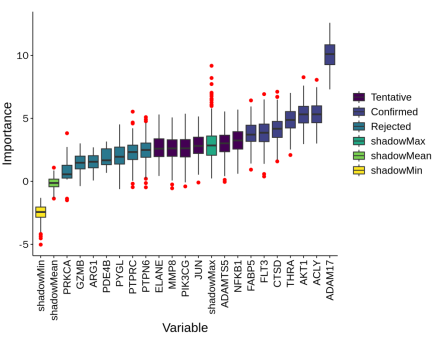 Importance
10
5
0
-5
shadowMin
shadowMean
PRKCA
GZMB
ARG1
PDE4B
PYGL
PTPRC
PTPN6
ELANE
MMP8
PIK3CG
JUN
shadowMax
ADAMTS5
NFKB1
FABP5
FLT3
CTSD
THRA
AKT1
ACLY
ADAM17
Variable
Tentative
Confirmed
Rejected
shadowMax
shadowMean
shadowMin